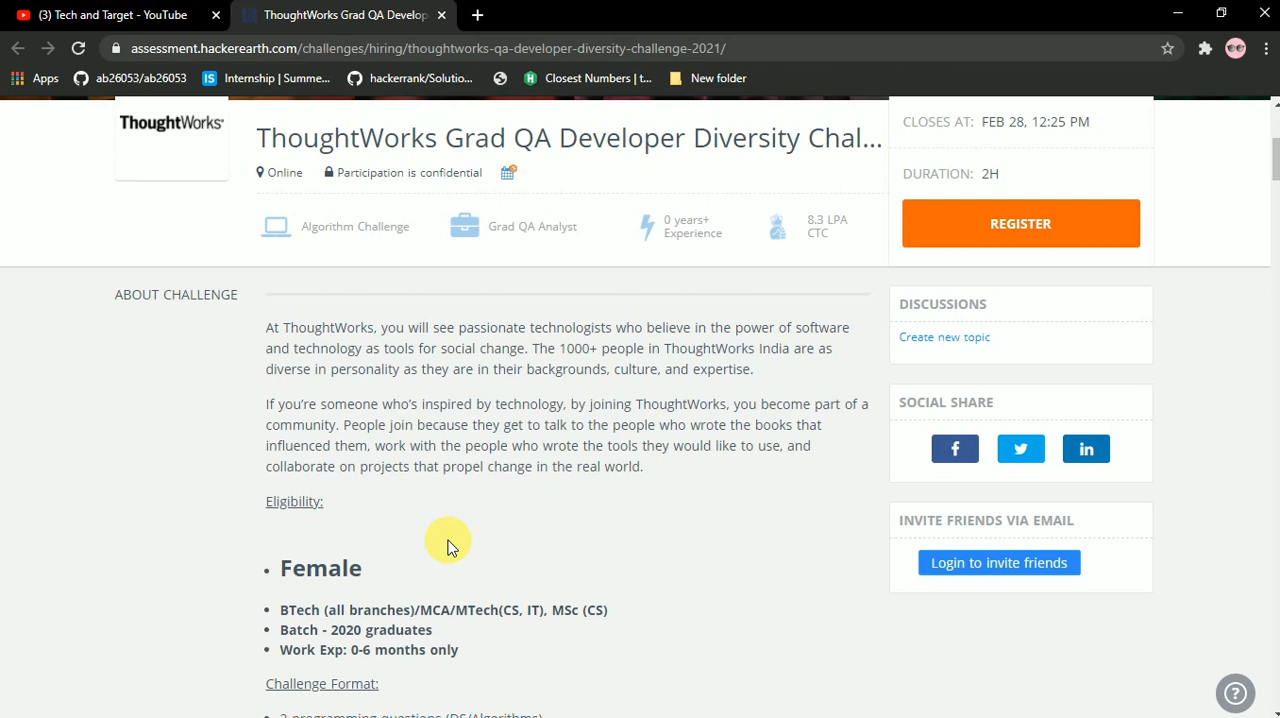 (3) Tech and Target - YouTube
ThoughtWorks Grad QA Develop
assessment.hackerearth.com/challenges/hiring/thoughtworks-qa-developer-diversity-challenge-2021/
Apps
ab26053/ab26053
IS
Internship | Summe...
hackerrank/Solutio...
H
Closest Numbers | t...
New folder
ThoughtWorks
ThoughtWorks Grad QA Developer Diversity Chal...
Online
Participation is confidential
Algorithm Challenge
Grad QA Analyst
0 years+
Experience
8.3 LPA
CTC
CLOSES AT: FEB 28, 12:25 PM
DURATION: 2H
REGISTER
ABOUT CHALLENGE
At ThoughtWorks, you will see passionate technologists who believe in the power of software
and technology as tools for social change. The 1000+ people in ThoughtWorks India are as
diverse in personality as they are in their backgrounds, culture, and expertise.
If you're someone who's inspired by technology, by joining ThoughtWorks, you become part of a
community. People join because they get to talk to the people who wrote the books that
influenced them, work with the people who wrote the tools they would like to use, and
collaborate on projects that propel change in the real world.
Eligibility:
• Female
• BTech (all branches)/MCA/MTech(CS, IT), MSc (CS)
• Batch - 2020 graduates
• Work Exp: 0-6 months only
Challenge Format:
• 2 programming questions (DS/Algorithms)
DISCUSSIONS
Create new topic
SOCIAL SHARE
f
in
INVITE FRIENDS VIA EMAIL
Login to invite friends
?